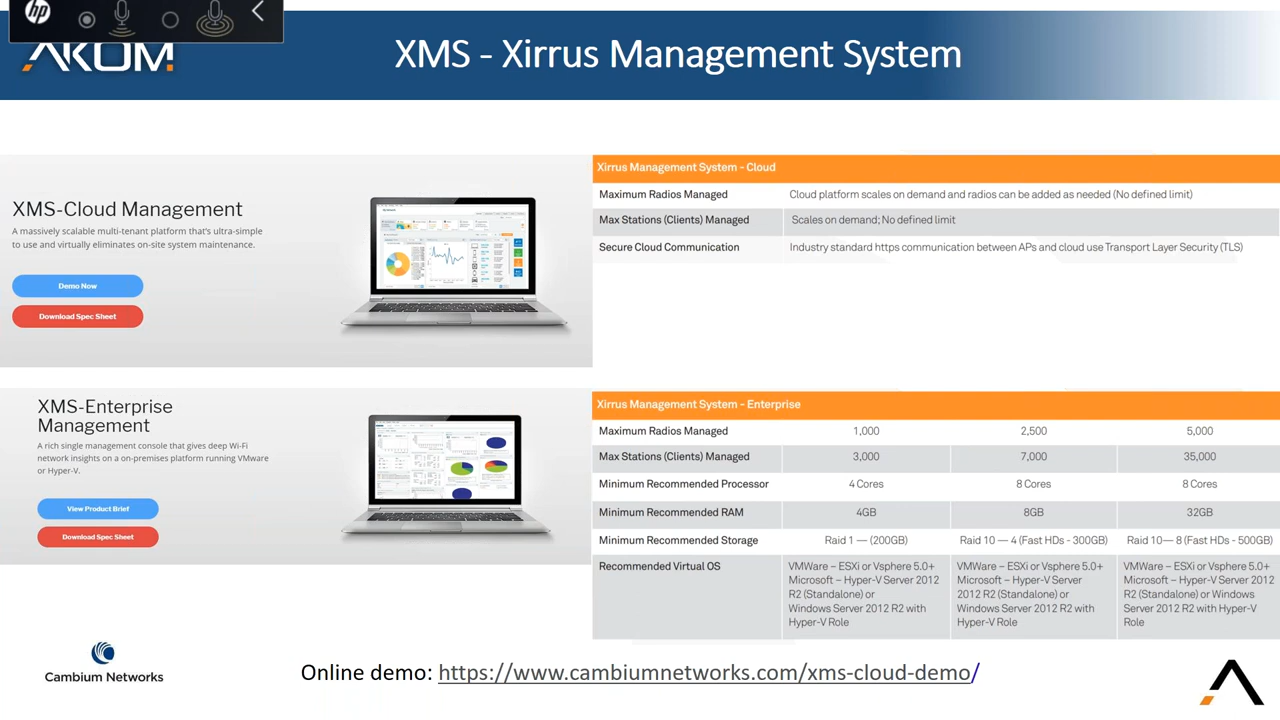 hp
AKOM!
XMS - Xirrus Management System
XMS-Cloud Management
A massively scalable multi-tenant platform that's ultra-simple
to use and virtually eliminates on-site system maintenance.
Demo Now
Download Spec Sheet
Xirrus Management System - Cloud
Maximum Radios Managed Cloud platform scales on demand and radios can be added as needed (No defined limit)
Max Stations (Clients) Managed Scales on demand; No defined limit
Secure Cloud Communication Industry standard https communication between APs and cloud use Transport Layer Security (TLS)
XMS-Enterprise
Management
A rich single management console that gives deep Wi-Fi
network insights on a on-premises platform running VMware
or Hyper-V.
View Product Brief
Download Spec Sheet
Xirrus Management System - Enterprise
Maximum Radios Managed 1,000 2,500 5,000
Max Stations (Clients) Managed 3,000 7,000 35,000
Minimum Recommended Processor 4 Cores 8 Cores 8 Cores
Minimum Recommended RAM 4GB 8GB 32GB
Minimum Recommended Storage Raid 1 — (200GB) Raid 10 — 4 (Fast HDs - 300GB) Raid 10— 8 (Fast HDs - 500GB)
Recommended Virtual OS VMWare – ESXi or Vsphere 5.0+ VMWare – ESXi or Vsphere 5.0+ VMWare – ESXi or Vsphere 5.0+
Microsoft – Hyper-V Server 2012 Microsoft – Hyper-V Server Microsoft – Hyper-V Server 2012
R2 (Standalone) or 2012 R2 (Standalone) or R2 (Standalone) or Windows
Windows Server 2012 R2 with Windows Server 2012 R2 with Server 2012 R2 with Hyper-V
Hyper-V Role Hyper-V Role Role
Cambium Networks
Online demo: https://www.cambiumnetworks.com/xms-cloud-demo/